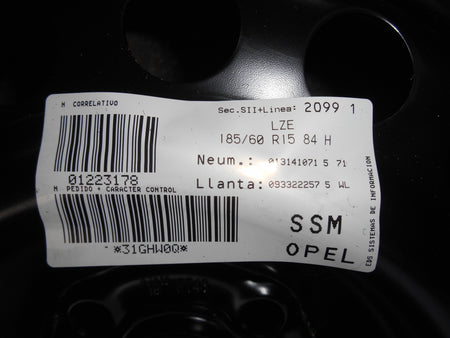 N CORRELATIVO
Sec.SII+Linea: 2099 1
LZE
185/60 R15 84 H
Neum.: 013141071 5 71
01223178
Llanta: 093322257 5 WL
N PEDIDO + CARACTER CONTROL
*31GHW0Q*
SSM
OPEL
EDS SISTEMAS DE INFORMACION